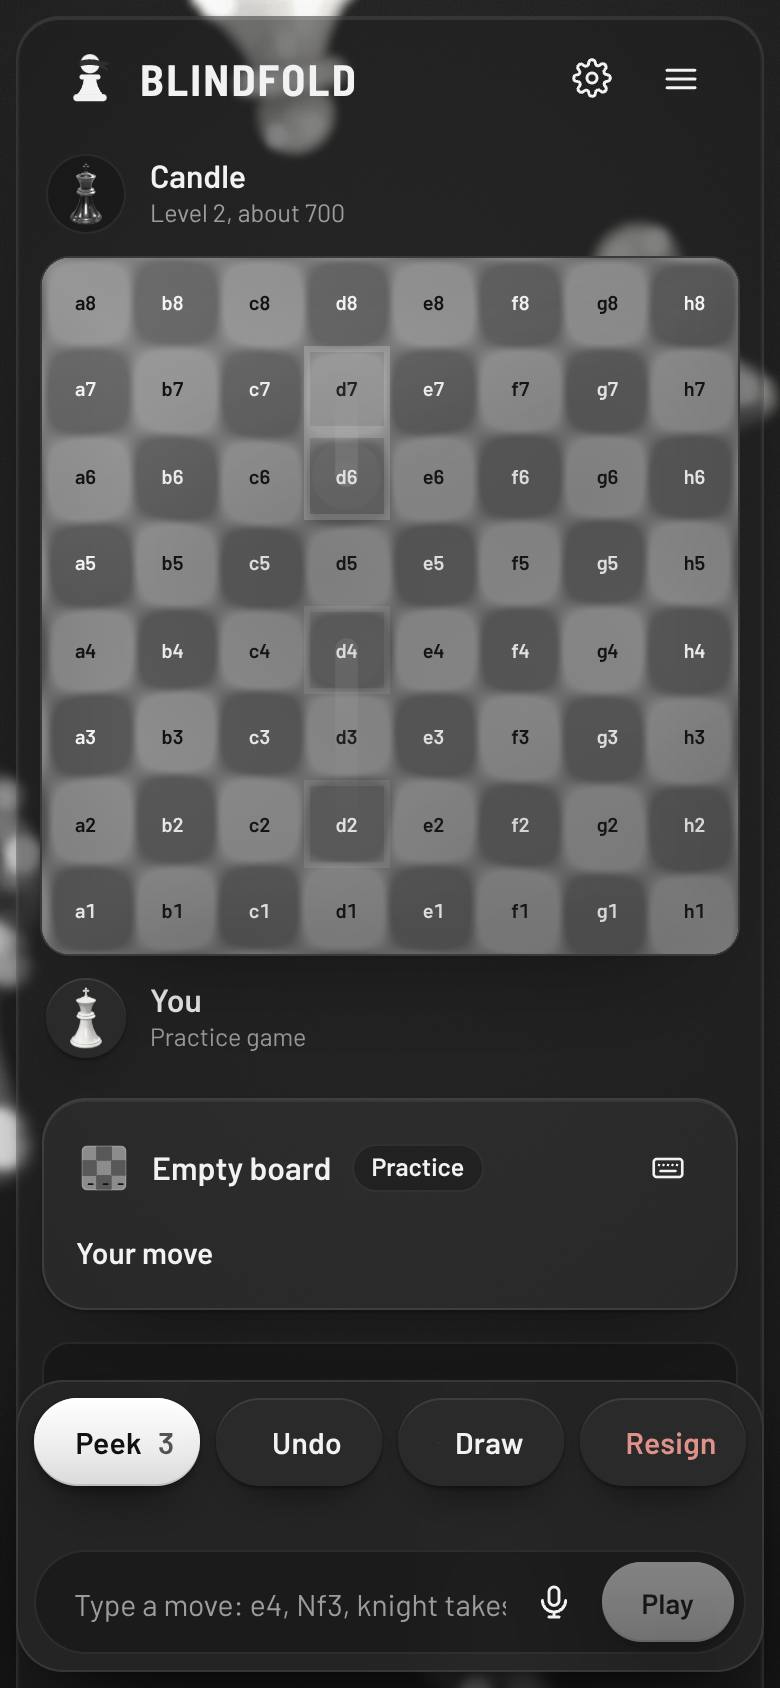 BLINDFOLD
Candle
Level 2, about 700
a8 b8 c8 d8 e8 f8 g8 h8
a7 b7 c7 d7 e7 f7 g7 h7
a6 b6 c6 d6 e6 f6 g6 h6
a5 b5 c5 d5 e5 f5 g5 h5
a4 b4 c4 d4 e4 f4 g4 h4
a3 b3 c3 d3 e3 f3 g3 h3
a2 b2 c2 d2 e2 f2 g2 h2
a1 b1 c1 d1 e1 f1 g1 h1
You
Practice game
Empty board Practice
Your move
Peek 3 Undo Draw Resign
Type a move: e4, Nf3, knight takes Play